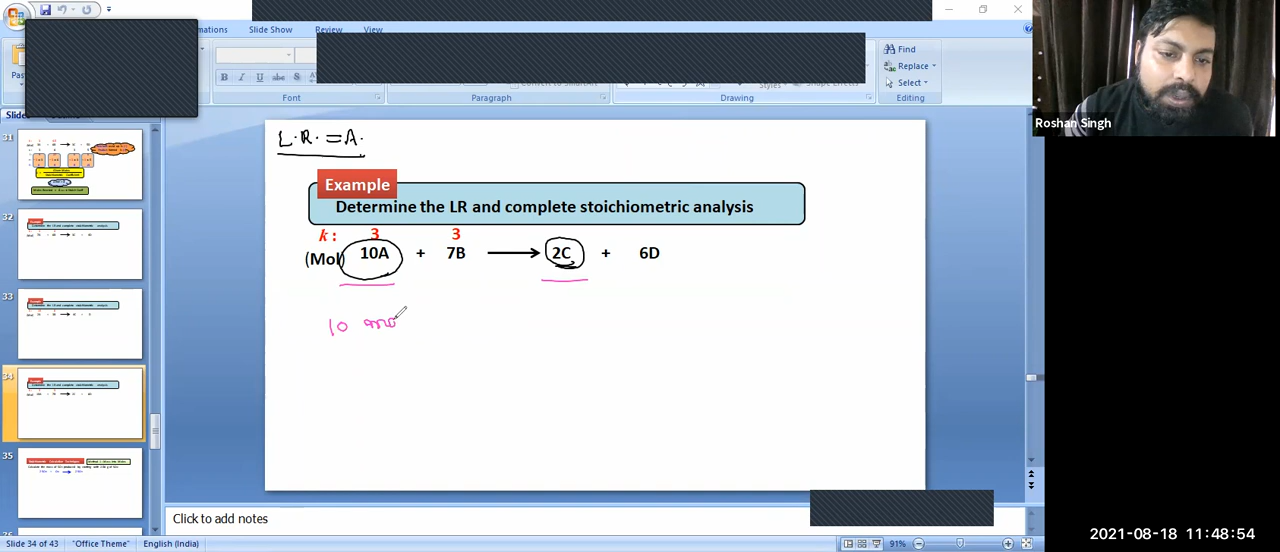 mations Slide Show Review View
Find
Replace
Select
Font Paragraph Drawing Editing
Roshan Singh
31
32
33
34
35
L.R. = A.
Example
Determine the LR and complete stoichiometric analysis
k : 3 3
(Mol) 10A + 7B ⟶ 2C + 6D
10 mo
Click to add notes
Slide 34 of 43 "Office Theme" English (India) 91%
2021-08-18 11:48:54